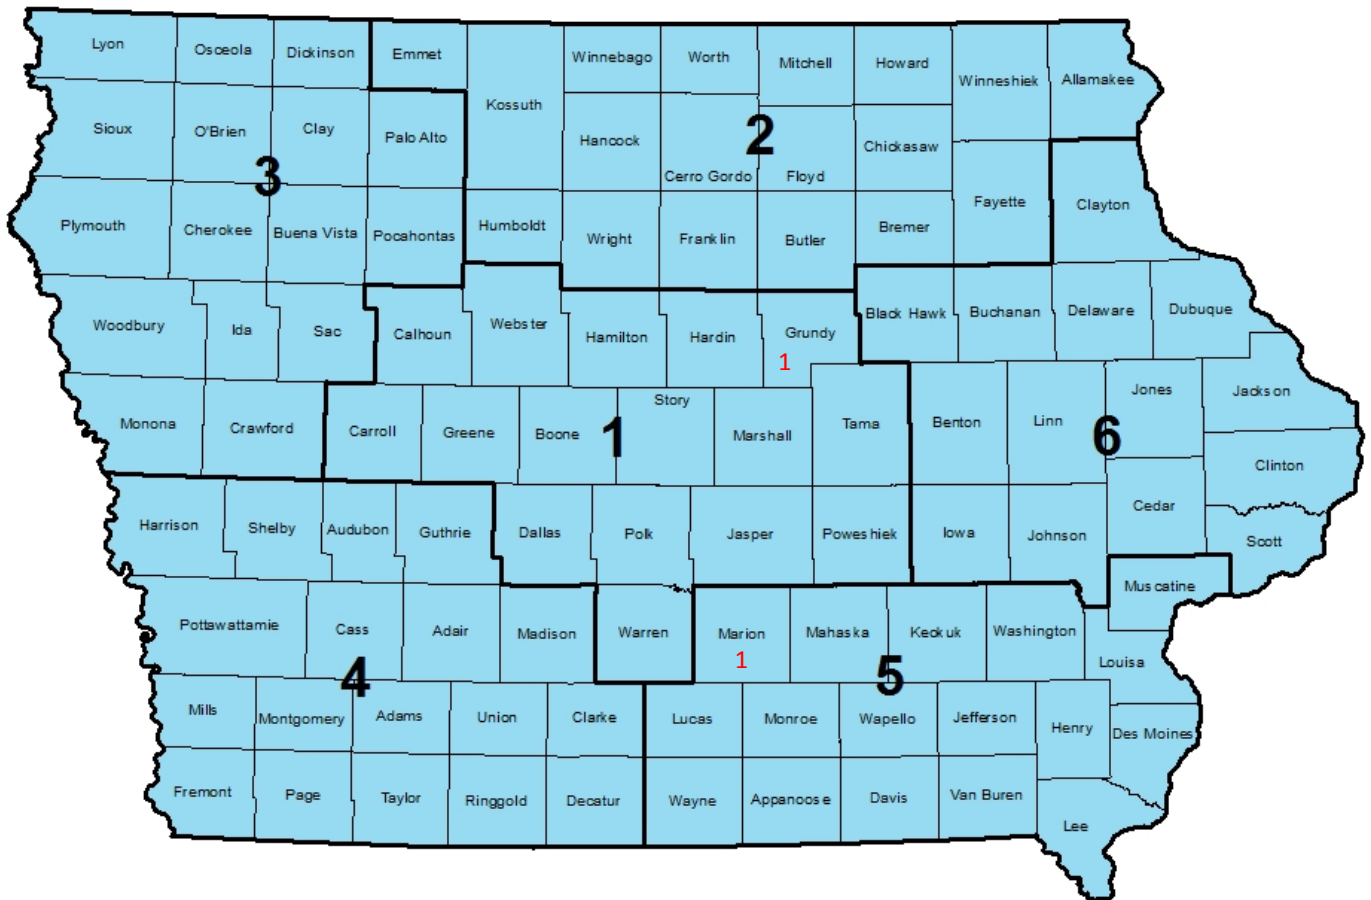 Lyon Osceola Dickinson Emmet Kossuth Winnebago Worth Mitchell Howard Winneshiek Allamakee
Sioux O'Brien Clay Palo Alto Hancock Cerro Gordo Floyd Chickasaw Fayette Clayton
3
2
Plymouth Cherokee Buena Vista Pocahontas Humboldt Wright Franklin Butler Bremer
Woodbury Ida Sac Calhoun Webster Hamilton Hardin Grundy Black Hawk Buchanan Delaware Dubuque
1
Monona Crawford Carroll Greene Boone Story Marshall Tama Benton Linn Jones Jackson
1
6
Clinton
Harrison Shelby Audubon Guthrie Dallas Polk Jasper Poweshiek Iowa Johnson Cedar Scott
Muscatine
Pottawattamie Cass Adair Madison Warren Marion Mahaska Keokuk Washington Louisa
1
4
5
Mills Montgomery Adams Union Clarke Lucas Monroe Wapello Jefferson Henry Des Moines
Fremont Page Taylor Ringgold Decatur Wayne Appanoose Davis Van Buren Lee